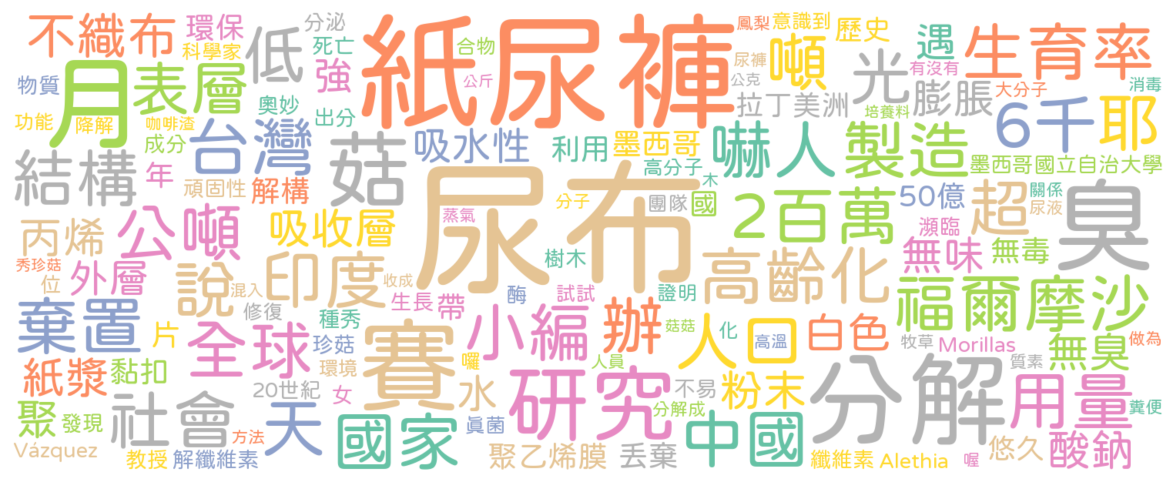 不織布
環保
分泌
科學家
低
死亡
強
紙尿褲
合物
公斤
鳳梨
意識到
歷史
尿褲
噸
遇
有沒有
生育率
物質
月
表層
奧妙
出分
公克
光
膨脹
大分子
消毒
拉丁美洲
培養料
功能
降解
咖啡渣
成分
台灣
菇
吸水性
利用
墨西哥
嚇人
製造
6千
耶
墨西哥國立自治大學
結構
年
頑固性
解構
高分子
木
尿布
分子
團隊
國
2百萬
50億
關係
尿液
超
臭
丙烯
公噸
吸收層
蒸氣
瀕臨
無味
無毒
秀珍菇
位
外層
說
印度
收成
樹木
高齡化
混入
修復
生長
帶
酶
試試
證明
福爾摩沙
棄置
片
全球
種秀
珍菇
賽
小編
辦
菇菇
人口
化
高溫
白色
牧草
Morillas
做為
無臭
紙漿
黏扣
環境
囉
人員
質素
20世紀
女
水
研究
不易
粉末
分解
用量
聚
發現
社會
天
國家
真菌
分解成
中國
糞便
Vázquez
方法
教授
解纖維素
聚乙烯膜
丟棄
纖維素
Alethia
喔
悠久
酸鈉